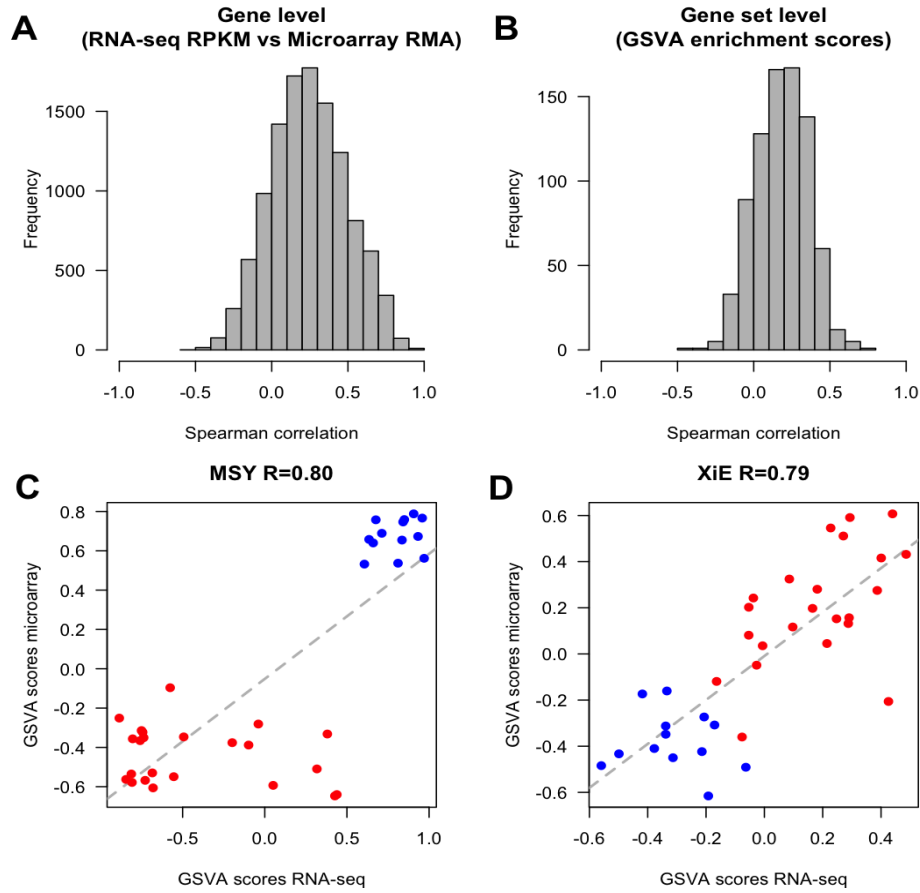 A
Gene level
(RNA-seq RPKM vs Microarray RMA)
1500
1000
500
0
Frequency
-1.0 -0.5 0.0 0.5 1.0
Spearman correlation
B
Gene set level
(GSVA enrichment scores)
150
100
50
0
Frequency
-1.0 -0.5 0.0 0.5 1.0
Spearman correlation
C
MSY R=0.80
0.8
0.6
0.4
0.2
0.0
-0.2
-0.4
-0.6
GSVA scores microarray
-0.5 0.0 0.5 1.0
GSVA scores RNA-seq
D
XiE R=0.79
0.6
0.4
0.2
0.0
-0.2
-0.4
-0.6
GSVA scores microarray
-0.6 -0.4 -0.2 0.0 0.2 0.4
GSVA scores RNA-seq